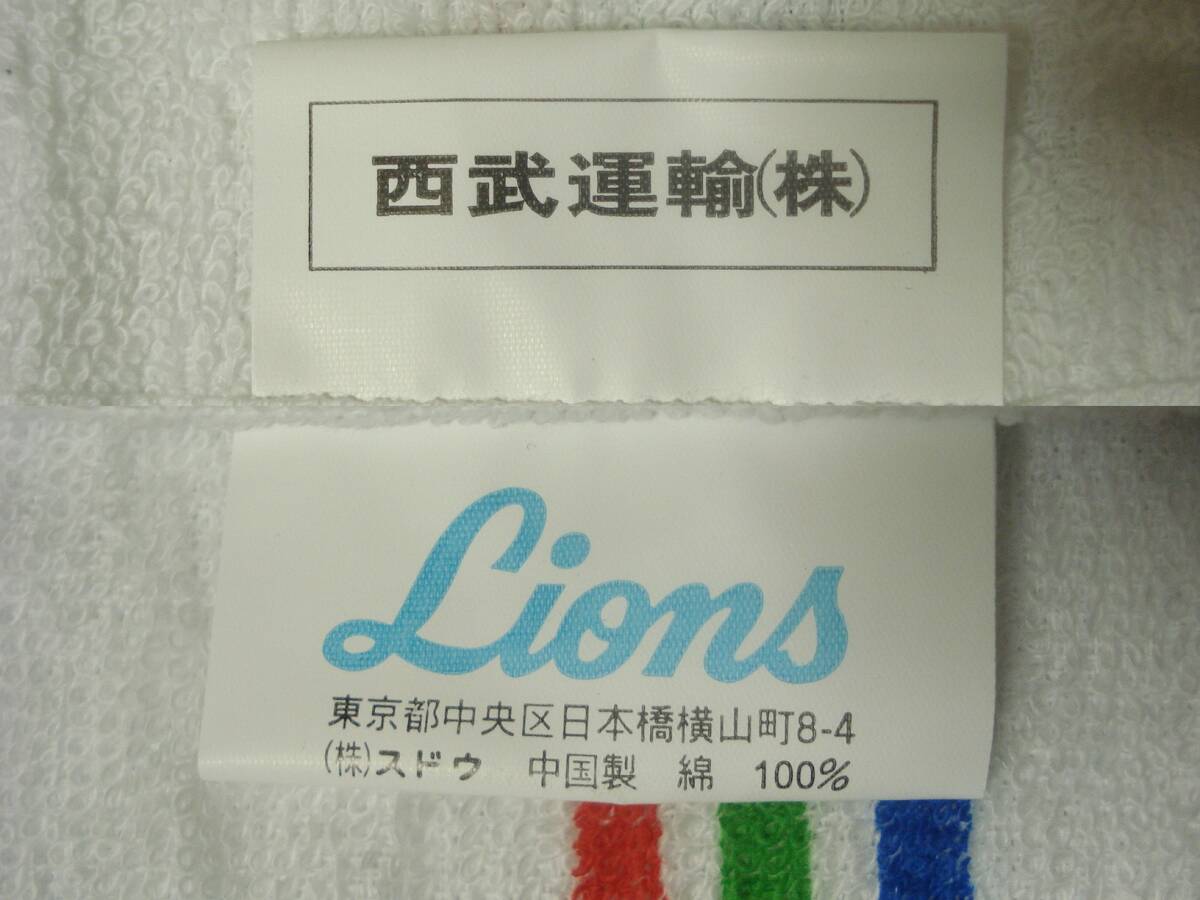 西武運輸(株)
Lions
東京都中央区日本橋横山町8-4
(株)スドウ 中国製 綿 100%